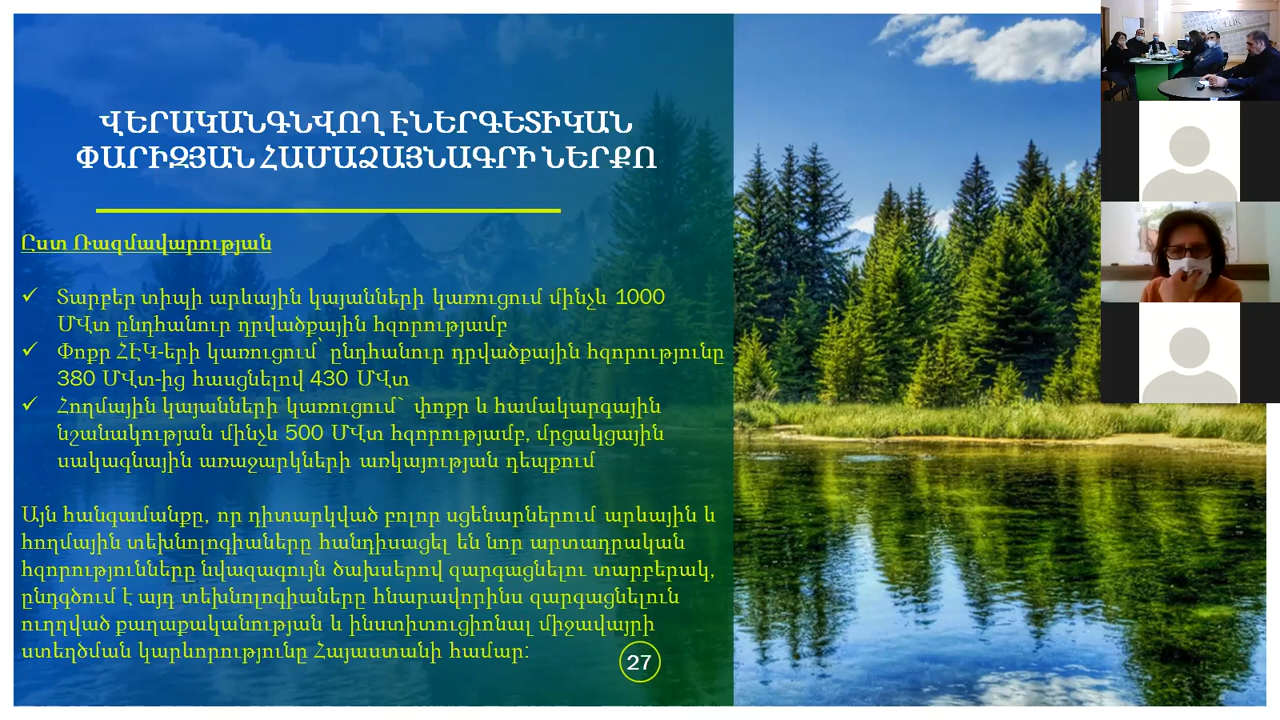 ՎԵՐԱԿԱՆԳՆՎՈՂ ԷՆԵՐԳԵՏԻԿԱՆ
ՓԱՐԻԶՅԱՆ ՀԱՄԱՁԱՅՆԱԳՐԻ ՆԵՐՔՈ
Ըստ Ռազմավարության
✓ Տարբեր տիպի արևային կայանների կառուցում մինչև 1000
ՄՎտ ընդհանուր դրվածքային հզորությամբ
✓ Փոքր ՀԷԿ-երի կառուցում՝ ընդհանուր դրվածքային հզորությունը
380 ՄՎտ-ից հասցնելով 430 ՄՎտ
✓ Հողմային կայանների կառուցում՝ փոքր և համակարգային
նշանակության մինչև 500 ՄՎտ հզորությամբ, մրցակցային
սակագնային առաջարկների առկայության դեպքում
Այն հանգամանքը, որ դիտարկված բոլոր սցենարներում արևային և
հողմային տեխնոլոգիաները հանդիսացել են նոր արտադրական
հզորությունները նվազագույն ծախսերով զարգացնելու տարբերակ,
ընդգծում է այդ տեխնոլոգիաները հնարավորինս զարգացնելուն
ուղղված քաղաքականության և ինստիտուցիոնալ միջավայրի
ստեղծման կարևորությունը Հայաստանի համար:
27